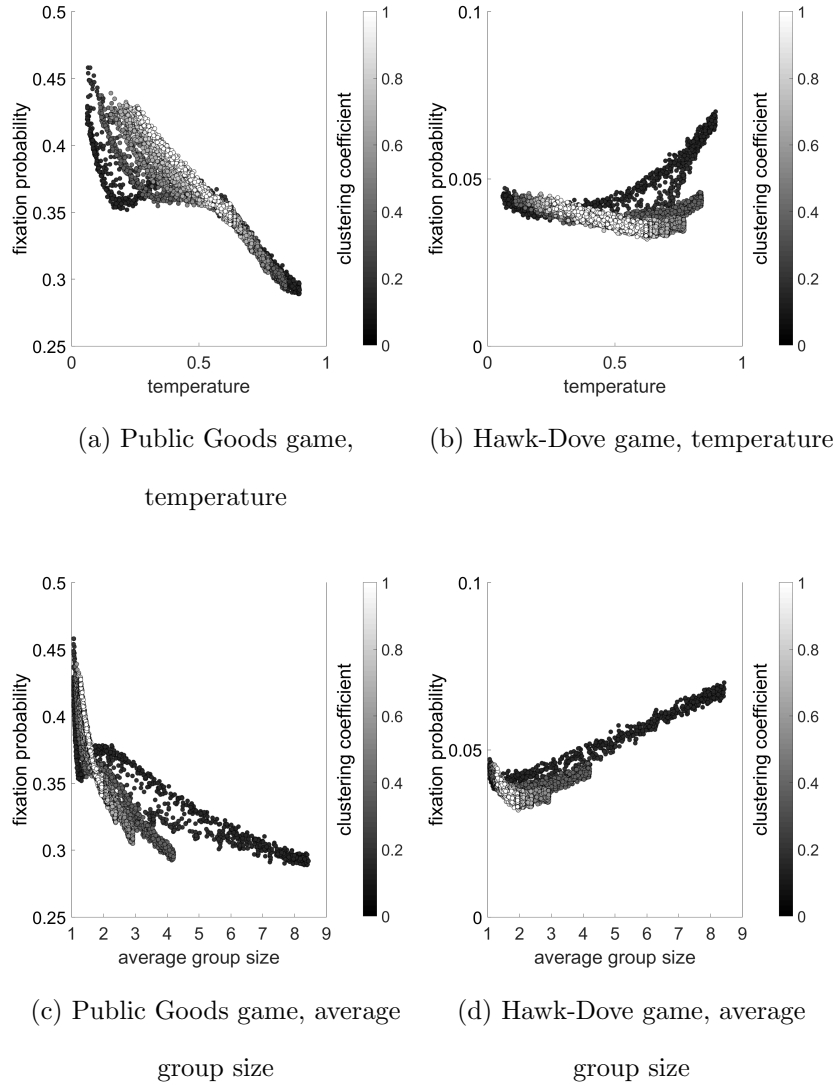 0.5
0.45
0.4
0.35
0.3
0.25
fixation probability
0 0.5 1
temperature
1
0.8
0.6
0.4
0.2
0
clustering coefficient
(a) Public Goods game,
temperature
0.1
0.05
0
fixation probability
0 0.5 1
temperature
1
0.8
0.6
0.4
0.2
0
clustering coefficient
(b) Hawk-Dove game, temperature
0.5
0.45
0.4
0.35
0.3
0.25
fixation probability
1 2 3 4 5 6 7 8 9
average group size
1
0.8
0.6
0.4
0.2
0
clustering coefficient
(c) Public Goods game, average
group size
0.1
0.05
0
fixation probability
1 2 3 4 5 6 7 8 9
average group size
1
0.8
0.6
0.4
0.2
0
clustering coefficient
(d) Hawk-Dove game, average
group size